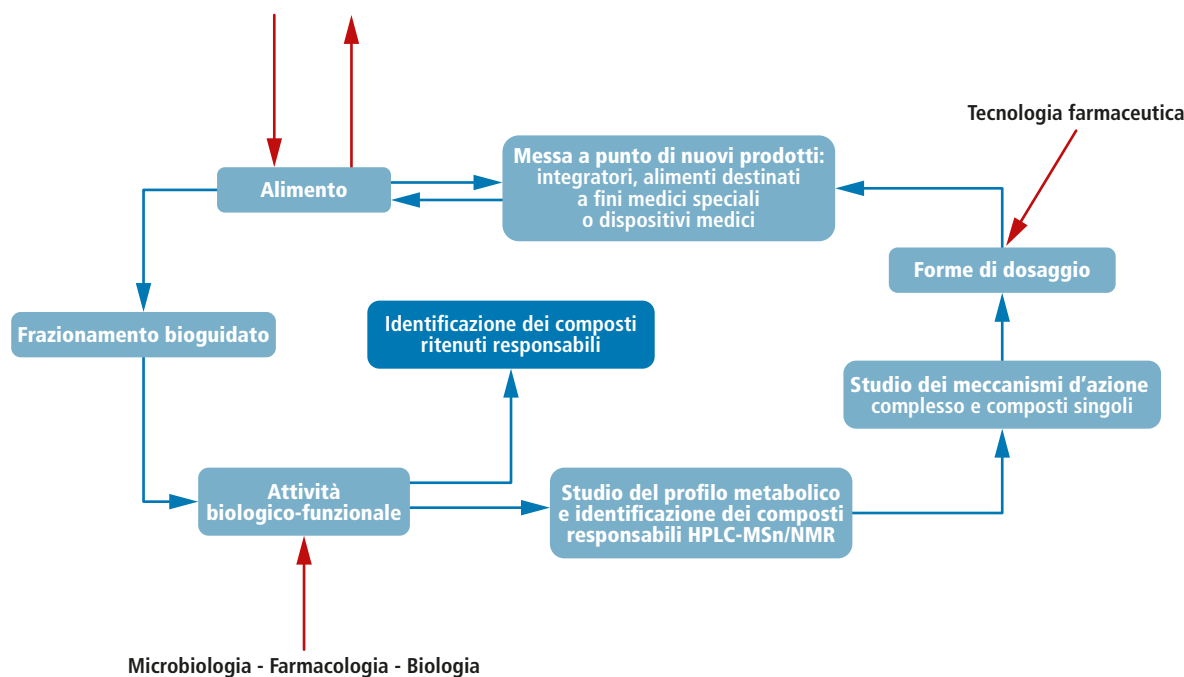 Tecnologia farmaceutica
Messa a punto di nuovi prodotti:
integratori, alimenti destinati
a fini medici speciali
o dispositivi medici
Alimento
Forme di dosaggio
Frazionamento bioguidato
Identificazione dei composti
ritenuti responsabili
Studio dei meccanismi d’azione
complesso e composti singoli
Attività
biologico-funzionale
Studio del profilo metabolico
e identificazione dei composti
responsabili HPLC-MSn/NMR
Microbiologia - Farmacologia - Biologia